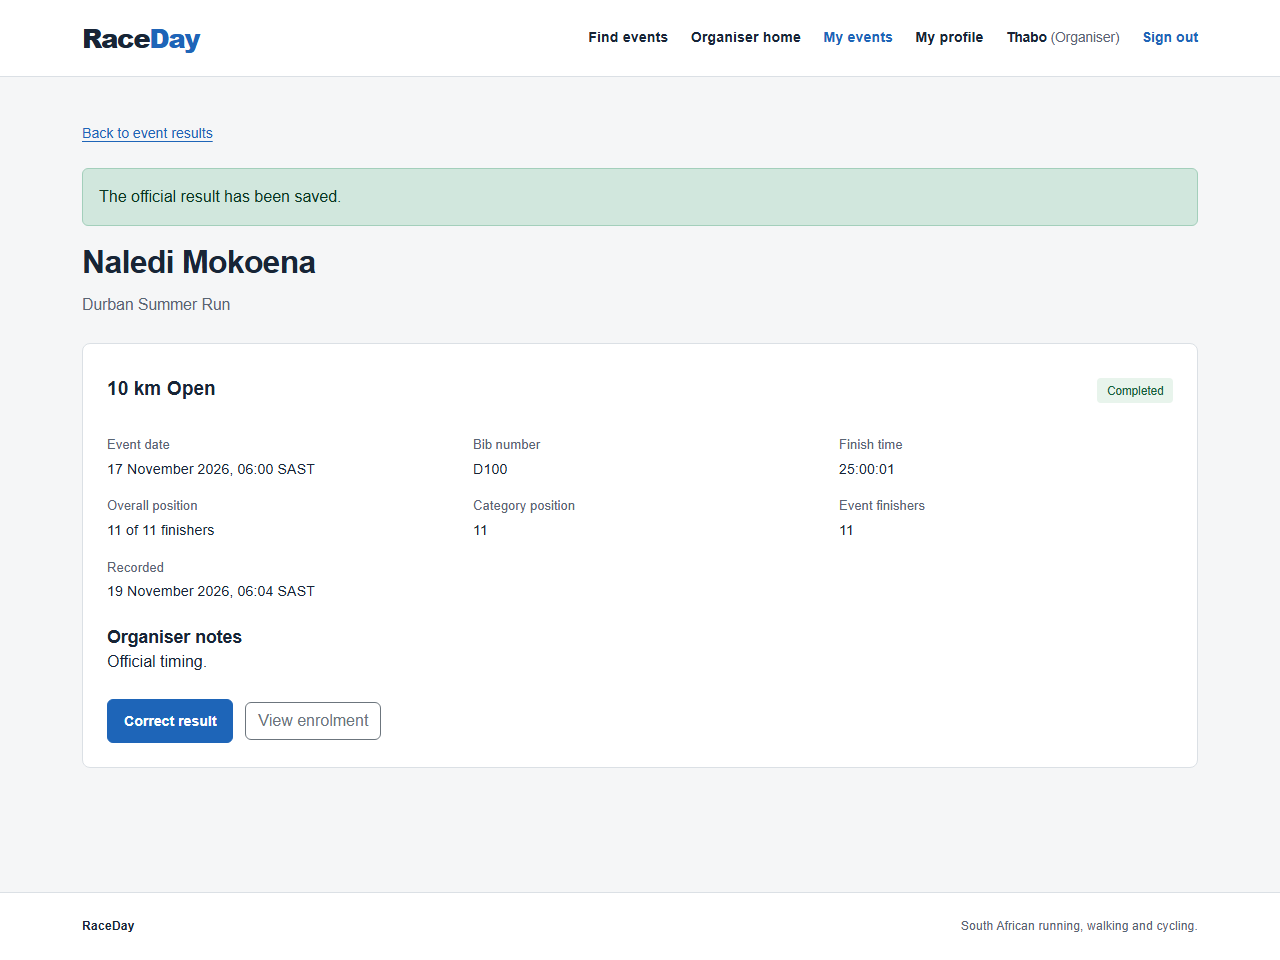 RaceDay
Find events Organiser home My events My profile Thabo (Organiser) Sign out
Back to event results
The official result has been saved.
Naledi Mokoena
Durban Summer Run
10 km Open Completed
Event date Bib number Finish time
17 November 2026, 06:00 SAST D100 25:00:01
Overall position Category position Event finishers
11 of 11 finishers 11 11
Recorded
19 November 2026, 06:04 SAST
Organiser notes
Official timing.
Correct result View enrolment
RaceDay South African running, walking and cycling.